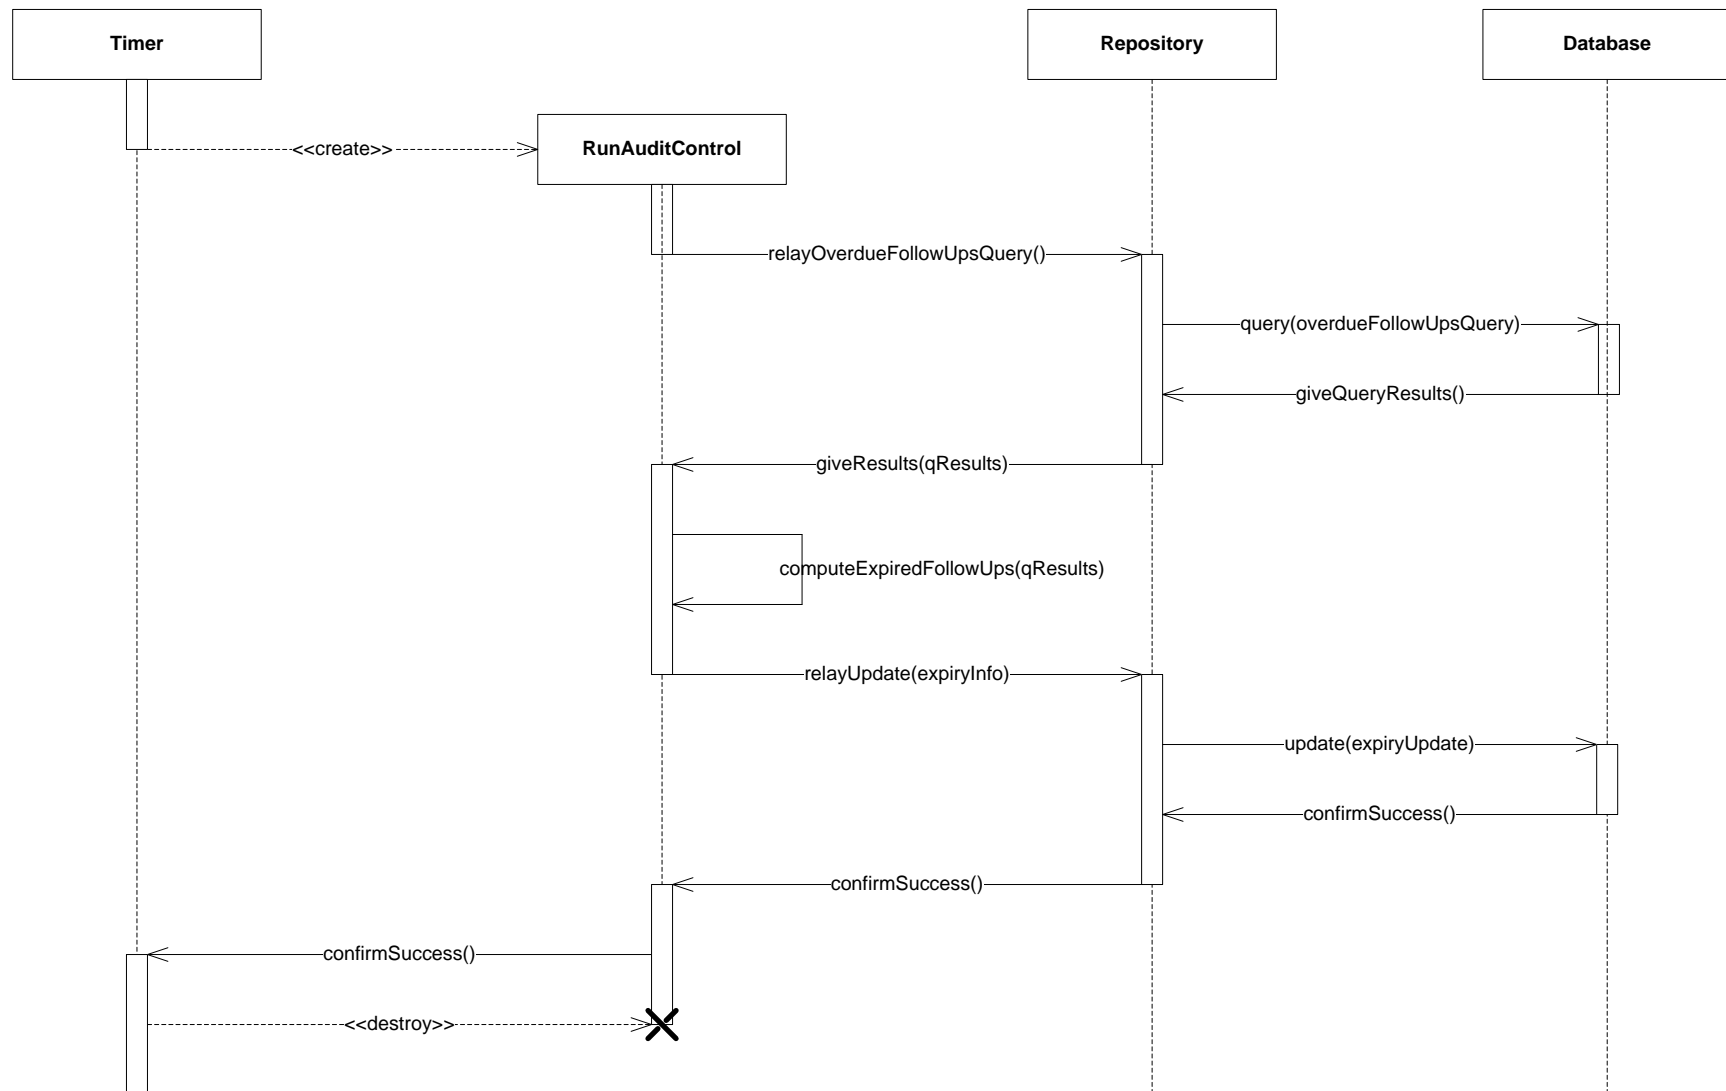 Timer
Repository
Database
<<create>>
RunAuditControl
relayOverdueFollowUpsQuery()
query(overdueFollowUpsQuery)
giveQueryResults()
giveResults(qResults)
computeExpiredFollowUps(qResults)
relayUpdate(expiryInfo)
update(expiryUpdate)
confirmSuccess()
confirmSuccess()
confirmSuccess()
<<destroy>>